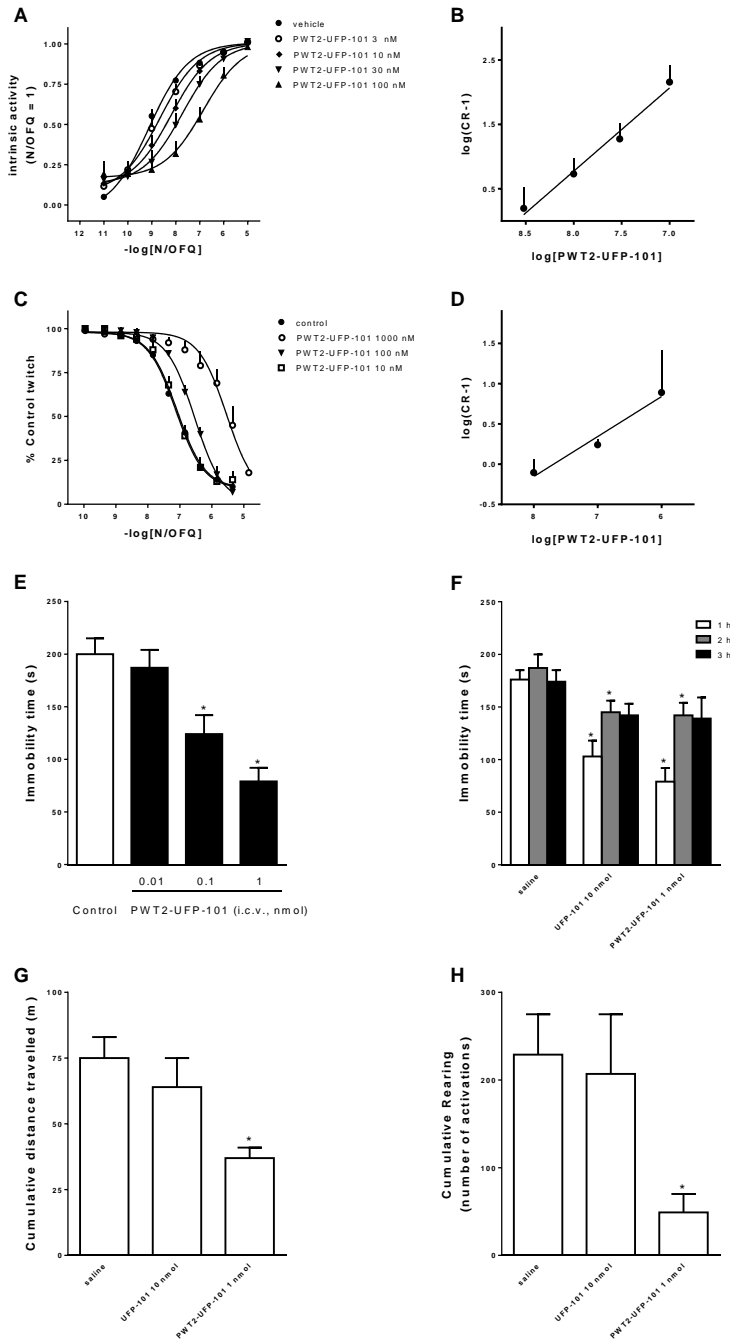 A
intrinsic activity
(N/OFQ = 1)
1.00
0.75
0.50
0.25
0.00
12 11 10 9 8 7 6 5
-log[N/OFQ]
vehicle
PWT2-UFP-101 3 nM
PWT2-UFP-101 10 nM
PWT2-UFP-101 30 nM
PWT2-UFP-101 100 nM
B
log(CR-1)
2.5
1.5
0.5
8.5 8.0 7.5 7.0
log[PWT2-UFP-101]
C
% Control twitch
100
75
50
25
0
10 9 8 7 6 5
-log[N/OFQ]
control
PWT2-UFP-101 1000 nM
PWT2-UFP-101 100 nM
PWT2-UFP-101 10 nM
D
log(CR-1)
1.5
1.0
0.5
0.0
-0.5
8 7 6
log[PWT2-UFP-101]
E
Immobility time (s)
250
200
150
100
50
0
* *
0.01 0.1 1
Control PWT2-UFP-101 (i.c.v., nmol)
F
Immobility time (s)
250
200
150
100
50
0
1 h
2 h
3 h
* * * *
saline UFP-101 10 nmol PWT2-UFP-101 1 nmol
G
Cumulative distance travelled (m)
100
75
50
25
0
*
saline UFP-101 10 nmol PWT2-UFP-101 1 nmol
H
Cumulative Rearing
(number of activations)
300
200
100
0
*
saline UFP-101 10 nmol PWT2-UFP-101 1 nmol